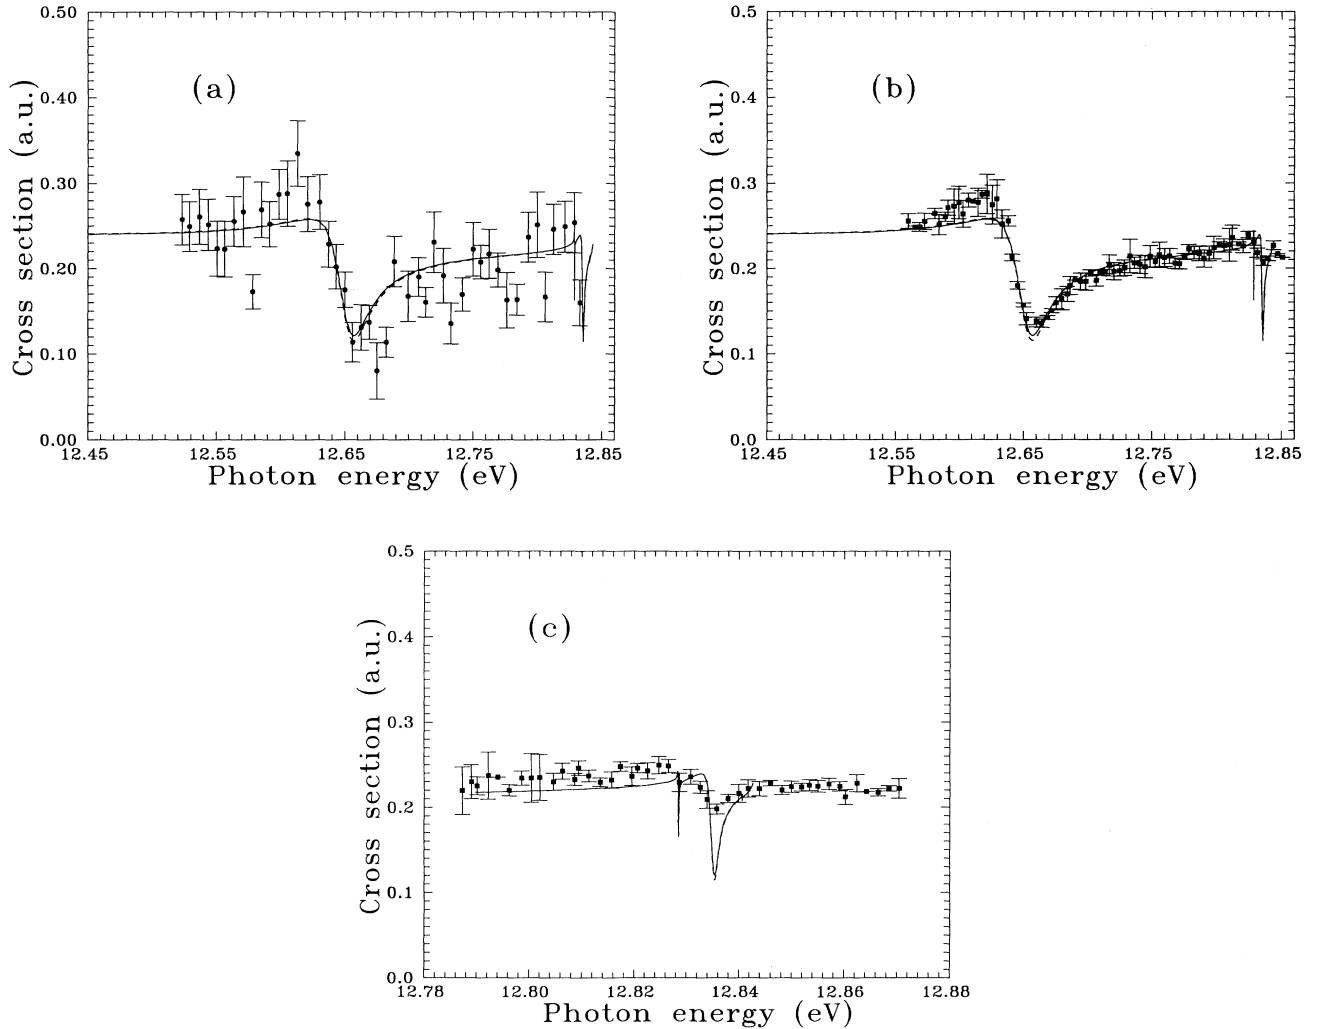 (a)
Cross section (a.u.)
0.50
0.40
0.30
0.20
0.10
0.00
12.45 12.55 12.65 12.75 12.85
Photon energy (eV)
(b)
Cross section (a.u.)
0.5
0.4
0.3
0.2
0.1
0.0
12.45 12.55 12.65 12.75 12.85
Photon energy (eV)
(c)
Cross section (a.u.)
0.5
0.4
0.3
0.2
0.1
0.0
12.78 12.80 12.82 12.84 12.86 12.88
Photon energy (eV)